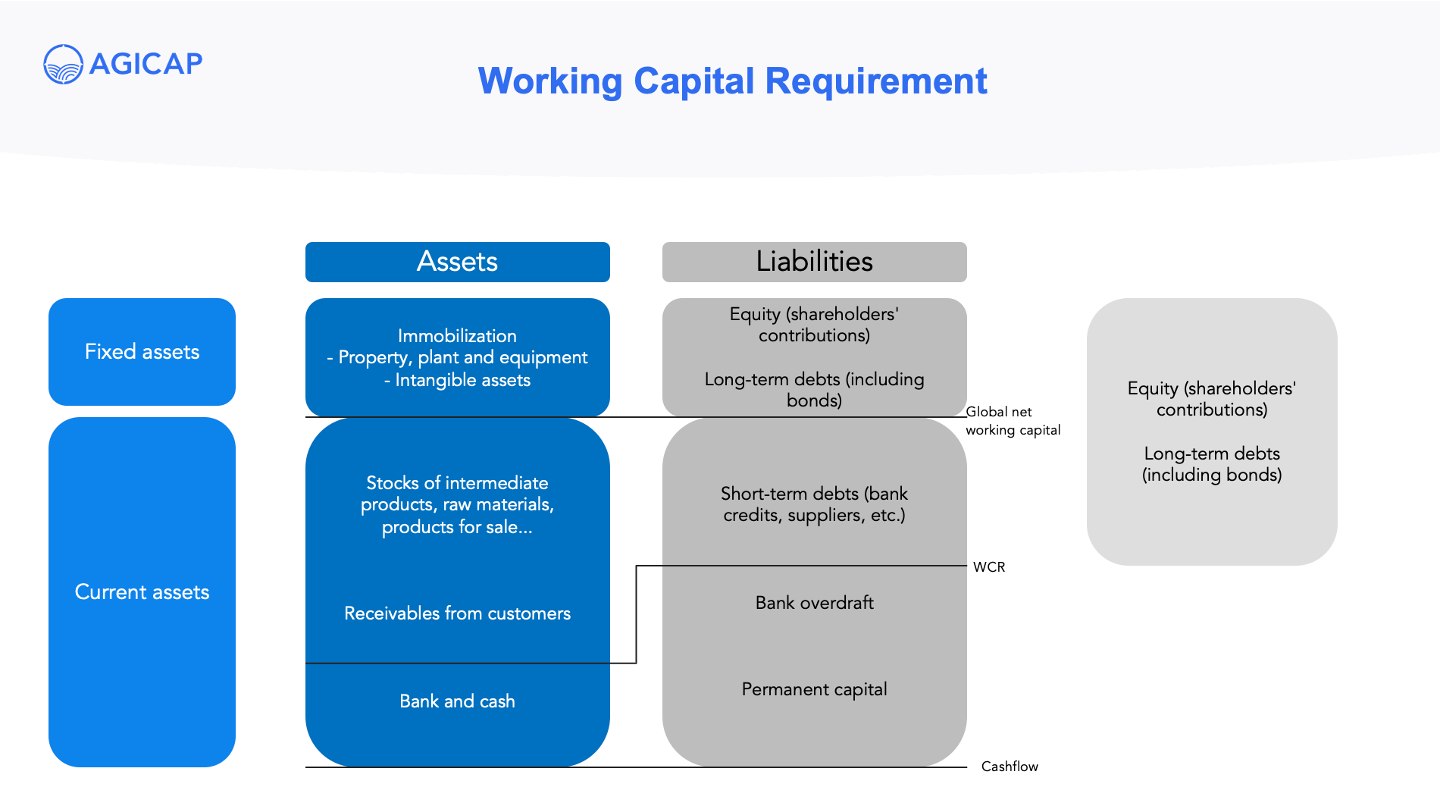 AGICAP
Working Capital Requirement
Assets
Liabilities
Fixed assets
Immobilization
- Property, plant and equipment
- Intangible assets
Equity (shareholders'
contributions)
Long-term debts (including
bonds)
Global net
working capital
Equity (shareholders'
contributions)
Long-term debts
(including bonds)
Current assets
Stocks of intermediate
products, raw materials,
products for sale...
Receivables from customers
Bank and cash
Short-term debts (bank
credits, suppliers, etc.)
WCR
Bank overdraft
Permanent capital
Cashflow